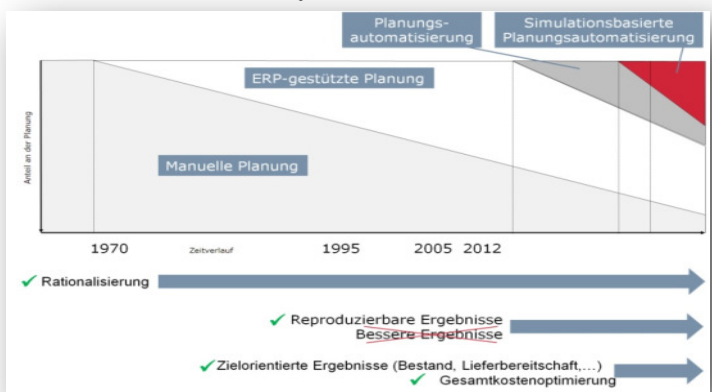 Planungs-
automatisierung
Simulationsbasierte
Planungsautomatisierung
ERP-gestützte Planung
Anteil an der Planung
Manuelle Planung
1970
Zeitverlauf
1995
2005
2012
Rationalisierung
Reproduzierbare Ergebnisse
Bessere Ergebnisse
Zielorientierte Ergebnisse (Bestand, Lieferbereitschaft,...)
Gesamtkostenoptimierung